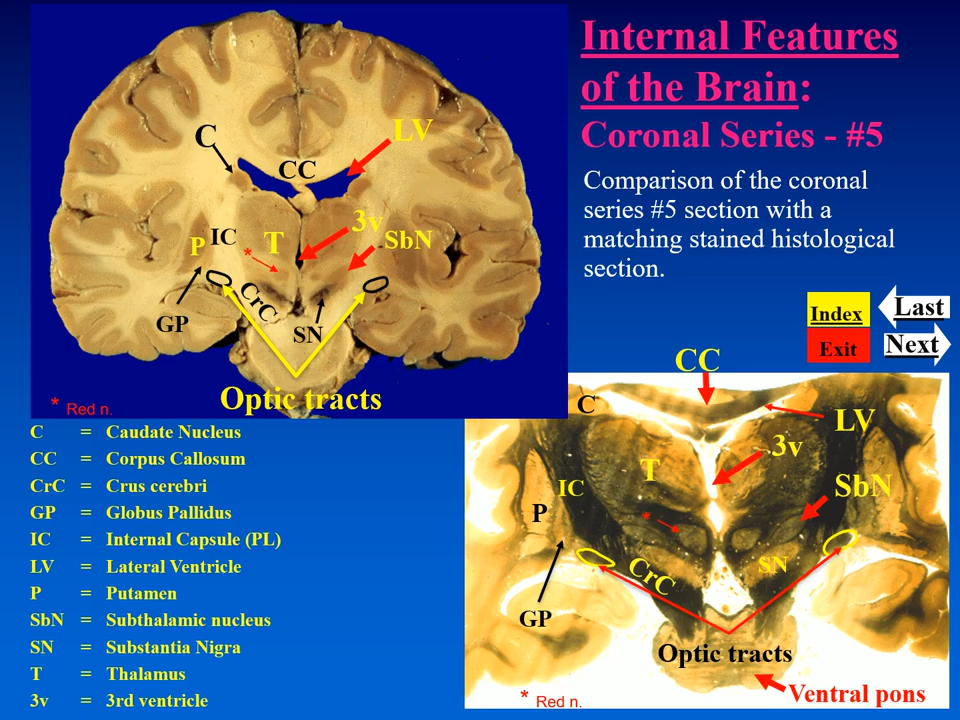 Internal Features
of the Brain:
Coronal Series - #5
Comparison of the coronal
series #5 section with a
matching stained histological
section.
Index
Last
Exit
Next
C
LV
CC
3v
SbN
P
IC
T
*
CrC
GP
SN
Optic tracts
* Red n.
C = Caudate Nucleus
CC = Corpus Callosum
CrC = Crus cerebri
GP = Globus Pallidus
IC = Internal Capsule (PL)
LV = Lateral Ventricle
P = Putamen
SbN = Subthalamic nucleus
SN = Substantia Nigra
T = Thalamus
3v = 3rd ventricle
CC
C
LV
3v
T
SbN
IC
P
*
SN
CrC
GP
Optic tracts
Ventral pons
* Red n.